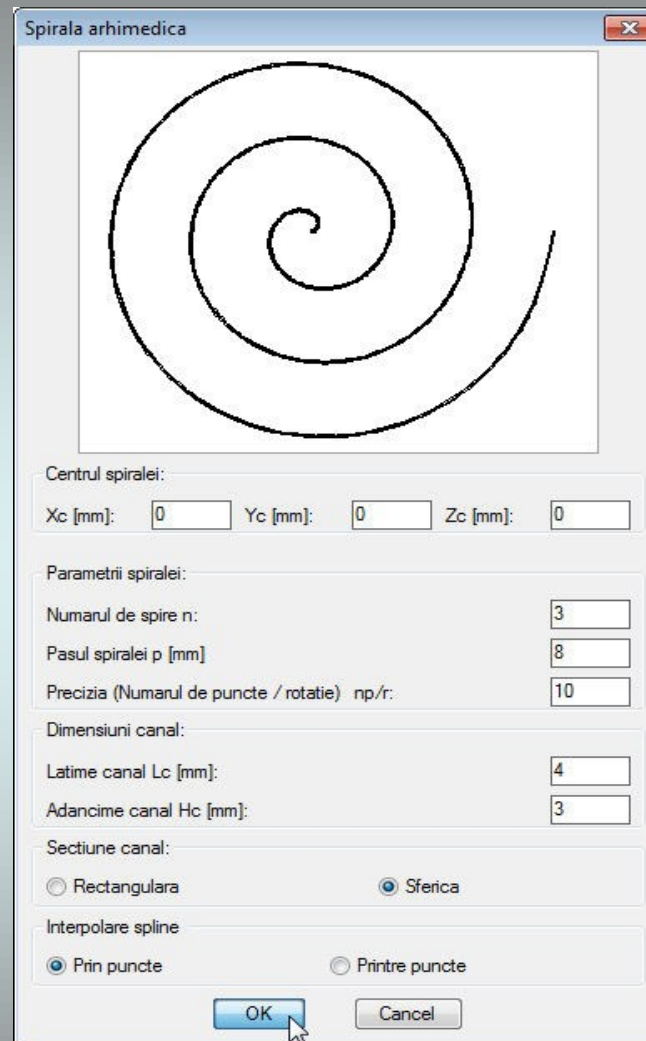 Spirala arhimedica
Centrul spiralei:
Xc [mm]: 0 Yc [mm]: 0 Zc [mm]: 0
Parametrii spiralei:
Numarul de spire n: 3
Pasul spiralei p [mm] 8
Precizia (Numarul de puncte / rotatie) np/r: 10
Dimensiuni canal:
Latime canal Lc [mm]: 4
Adancime canal Hc [mm]: 3
Sectiune canal:
Rectangulara Sferica
Interpolare spline
Prin puncte Printre puncte
OK Cancel